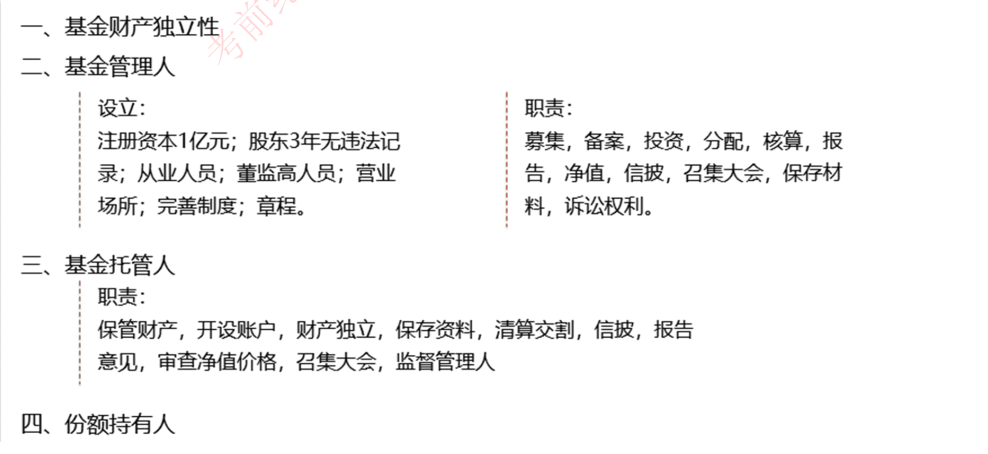 一、基金财产独立性
考前
二、基金管理人
设立：
注册资本1亿元；股东3年无违法记
录；从业人员；董监高人员；营业
场所；完善制度；章程。
职责：
募集，备案，投资，分配，核算，报
告，净值，信披，召集大会，保存材
料，诉讼权利。
三、基金托管人
职责：
保管财产，开设账户，财产独立，保存资料，清算交割，信披，报告
意见，审查净值价格，召集大会，监督管理人
四、份额持有人